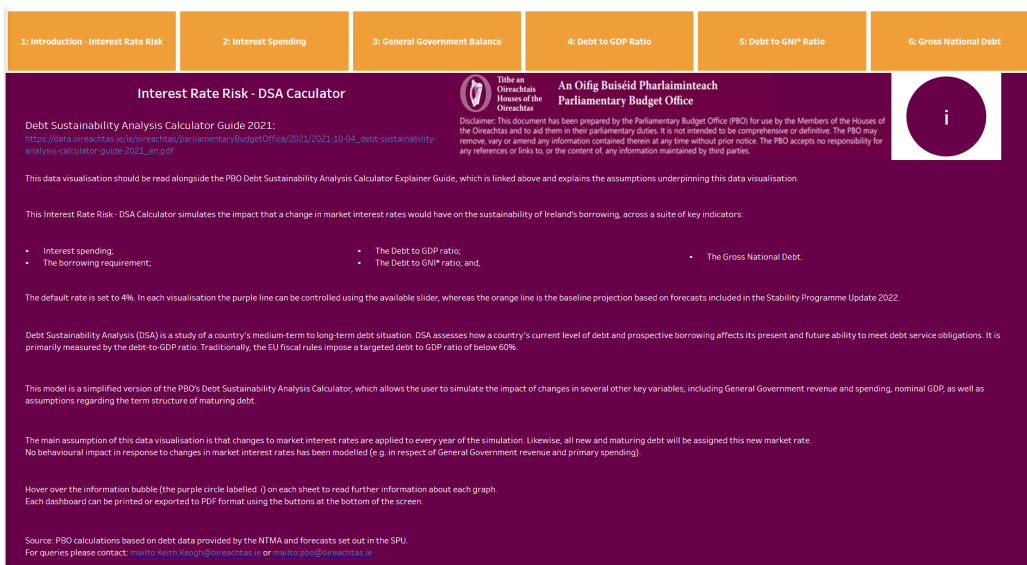 1: Introduction - Interest Rate Risk
2: Interest Spending
3: General Government Balance
4: Debt to GDP Ratio
5: Debt to GNI* Ratio
6: Gross National Debt
Interest Rate Risk - DSA Caculator
Tithe an
Oireachtais
Houses of the
Oireachtas
An Oifig Buiséid Pharlaiminteach
Parliamentary Budget Office
i
Debt Sustainability Analysis Calculator Guide 2021:
https://data.oireachtas.ie/ie/oireachtas/parliamentaryBudgetOffice/2021/2021-10-04_debt-sustainability-
analysis-calculator-guide-2021_en.pdf
Disclaimer: This document has been prepared by the Parliamentary Budget Office (PBO) for use by the Members of the Houses of
the Oireachtas and to aid them in their parliamentary duties. It is not intended to be comprehensive or definitive. The PBO may
remove, vary or amend any information contained therein at any time without prior notice. The PBO accepts no responsibility for
any references or links to, or the content of, any information maintained by third parties.
This data visualisation should be read alongside the PBO Debt Sustainability Analysis Calculator Explainer Guide, which is linked above and explains the assumptions underpinning this data visualisation.
This Interest Rate Risk - DSA Calculator simulates the impact that a change in market interest rates would have on the sustainability of Ireland's borrowing, across a suite of key indicators:
• Interest spending;
• The borrowing requirement;
• The Debt to GDP ratio;
• The Debt to GNI* ratio; and,
• The Gross National Debt.
The default rate is set to 4%. In each visualisation the purple line can be controlled using the available slider, whereas the orange line is the baseline projection based on forecasts included in the Stability Programme Update 2022.
Debt Sustainability Analysis (DSA) is a study of a country's medium-term to long-term debt situation. DSA assesses how a country's current level of debt and prospective borrowing affects its present and future ability to meet debt service obligations. It is
primarily measured by the debt-to-GDP ratio. Traditionally, the EU fiscal rules impose a targeted debt to GDP ratio of below 60%.
This model is a simplified version of the PBO's Debt Sustainability Analysis Calculator, which allows the user to simulate the impact of changes in several other key variables, including General Government revenue and spending, nominal GDP, as well as
assumptions regarding the term structure of maturing debt.
The main assumption of this data visualisation is that changes to market interest rates are applied to every year of the simulation. Likewise, all new and maturing debt will be assigned this new market rate.
No behavioural impact in response to changes in market interest rates has been modelled (e.g. in respect of General Government revenue and primary spending).
Hover over the information bubble (the purple circle labelled i) on each sheet to read further information about each graph.
Each dashboard can be printed or exported to PDF format using the buttons at the bottom of the screen.
Source: PBO calculations based on debt data provided by the NTMA and forecasts set out in the SPU.
For queries please contact: mailto:Keith.Keogh@oireachtas.ie or mailto:pbo@oireachtas.ie